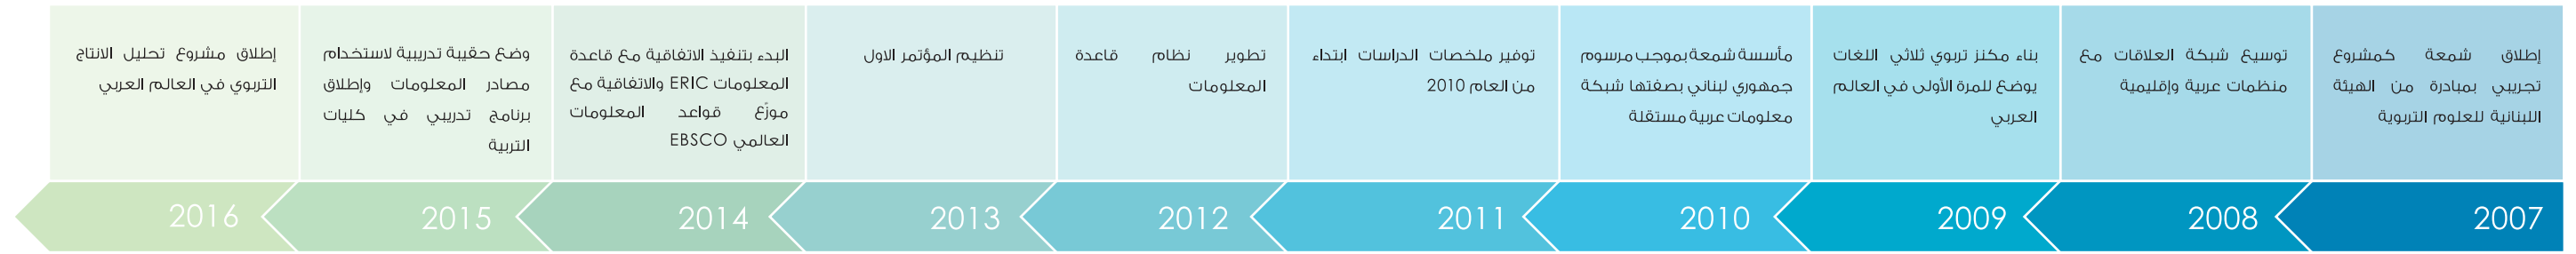 إطلاق شمعة كمشروع
تجريبي بمبادرة من الهيئة
اللبنانية للعلوم التربوية
2007
توسيع شبكة العلاقات مع
منظمات عربية وإقليمية
2008
بناء مكنز تربوي ثلاثي اللغات
يوضع للمرة الأولى في العالم
العربي
2009
مأسسة شمعة بموجب مرسوم
جمهوري لبناني بصفتها شبكة
معلومات عربية مستقلة
2010
توفير ملخصات الدراسات ابتداء
من العام 2010
2011
تطوير نظام قاعدة
المعلومات
2012
تنظيم المؤتمر الاول
2013
البدء بتنفيذ الاتفاقية مع قاعدة
المعلومات ERIC والاتفاقية مع
موزّع قواعد المعلومات
العالمي EBSCO
2014
وضع حقيبة تدريبية لاستخدام
مصادر المعلومات وإطلاق
برنامج تدريبي في كليات
التربية
2015
إطلاق مشروع تحليل الانتاج
التربوي في العالم العربي
2016